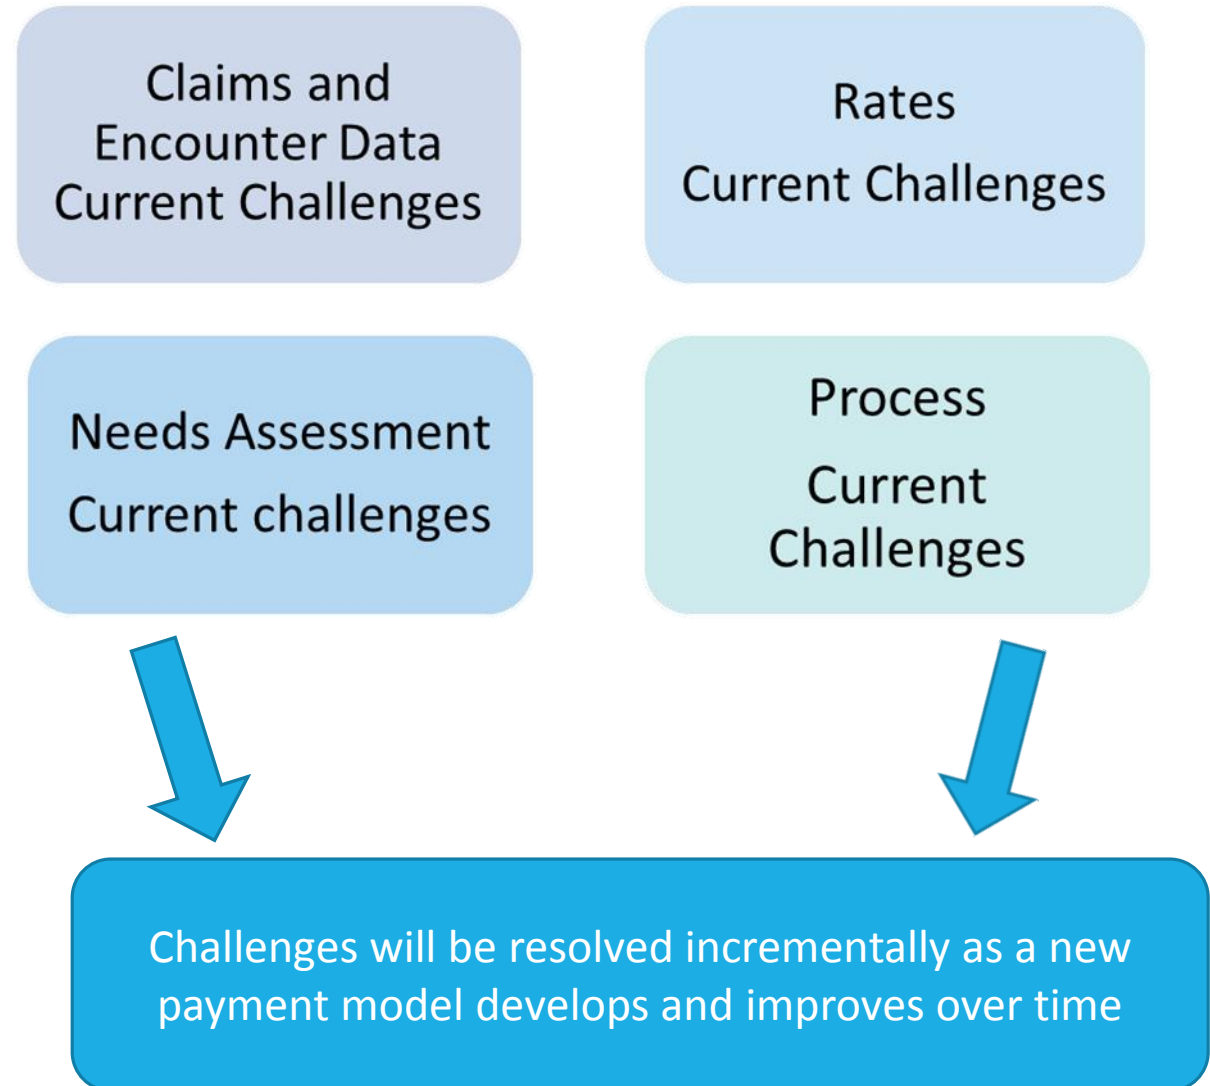 Claims and
Encounter Data
Current Challenges
Rates
Current Challenges
Needs Assessment
Current challenges
Process
Current
Challenges
Challenges will be resolved incrementally as a new
payment model develops and improves over time